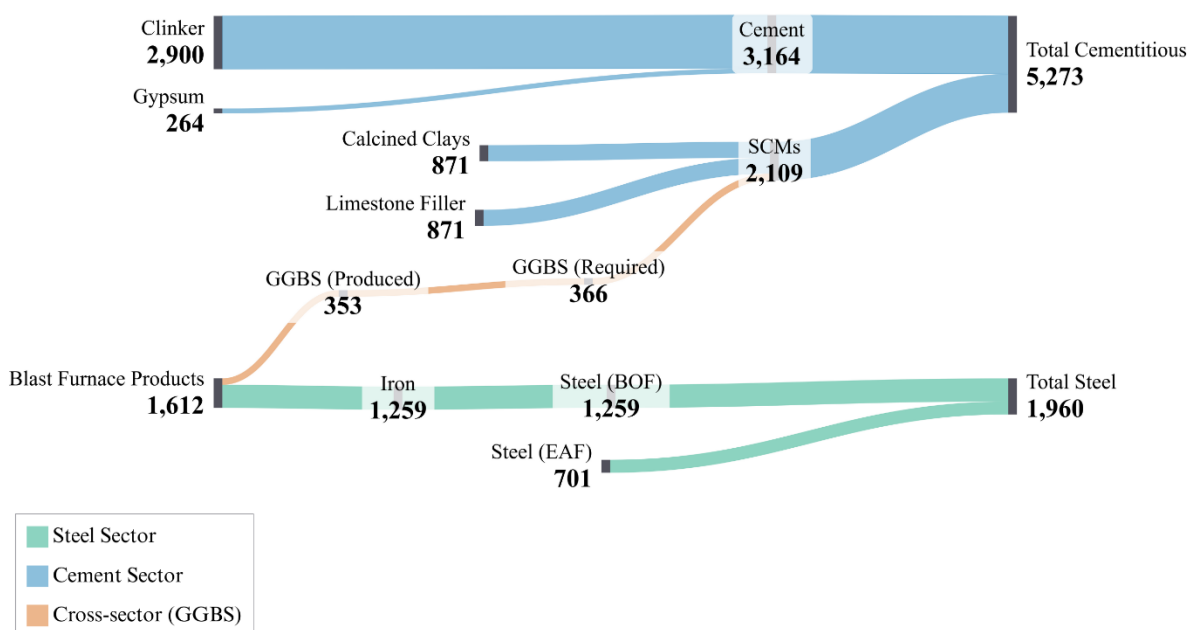 Clinker
2,900
Cement
3,164
Total Cementitious
5,273
Gypsum
264
Calcined Clays
871
SCMs
2,109
Limestone Filler
871
GGBS (Produced)
353
GGBS (Required)
366
Blast Furnace Products
1,612
Iron
1,259
Steel (BOF)
1,259
Total Steel
1,960
Steel (EAF)
701
Steel Sector
Cement Sector
Cross-sector (GGBS)